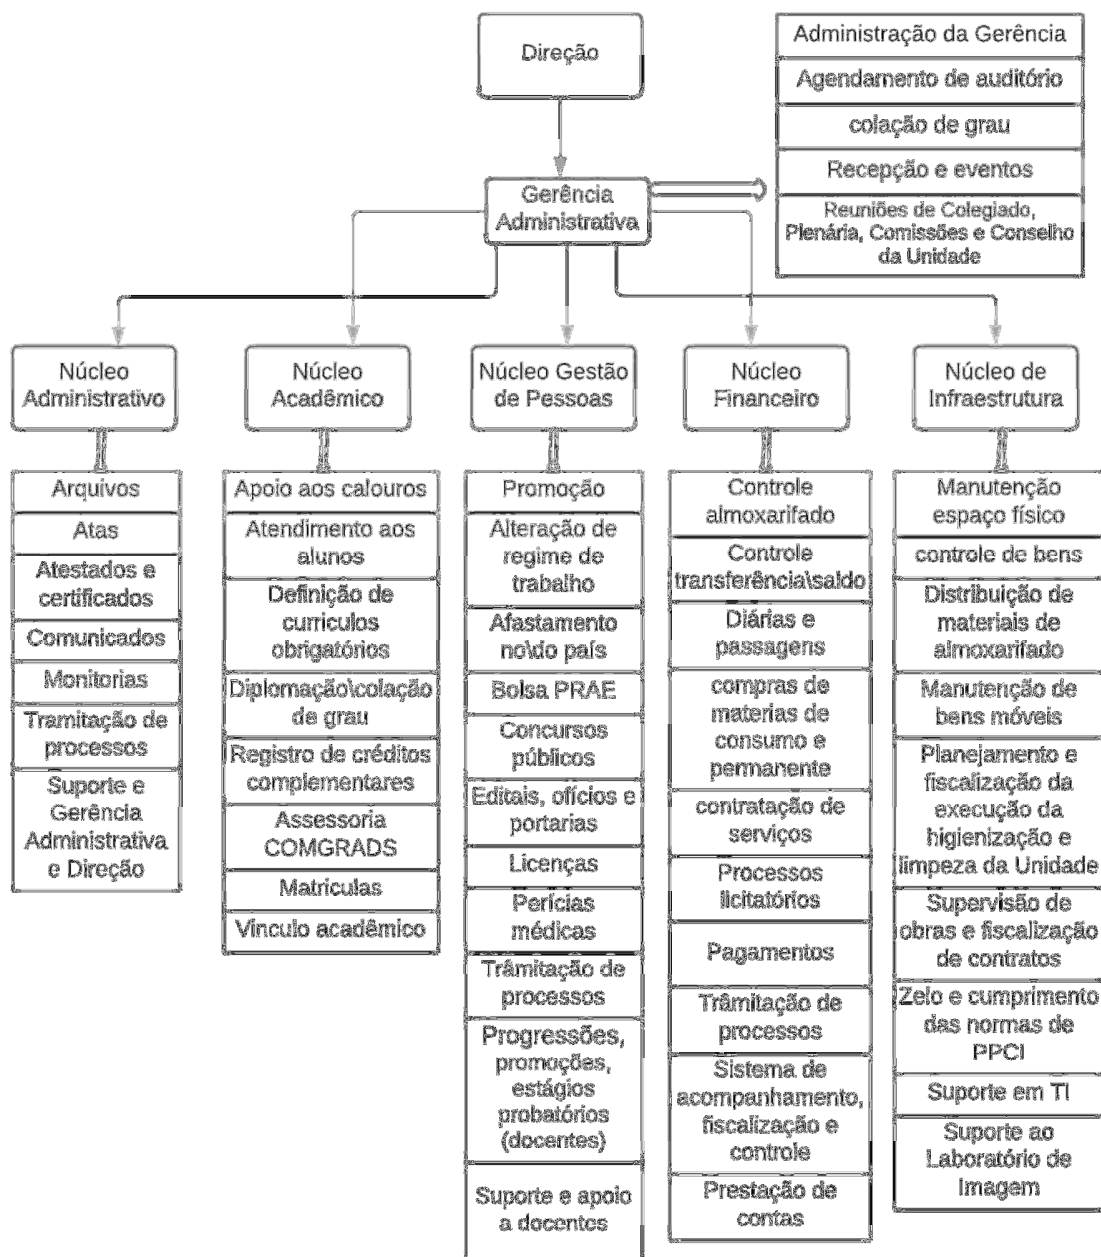 Direção
Administração da Gerência
Agendamento de auditório
colação de grau
Recepção e eventos
Reuniões de Colegiado,
Plenária, Comissões e Conselho
da Unidade
Gerência
Administrativa
Núcleo
Administrativo
Arquivos
Atas
Atestados e
certificados
Comunicados
Monitorias
Tramitação de
processos
Suporte e
Gerência
Administrativa
e Direção
Núcleo
Acadêmico
Apoio aos calouros
Atendimento aos
alunos
Definição de
curriculos
obrigatórios
Diplomação\colação
de grau
Registro de créditos
complementares
Assessoria
COMGRADS
Matriculas
Vinculo acadêmico
Núcleo Gestão
de Pessoas
Promoção
Alteração de
regime de
trabalho
Afastamento
no\do país
Bolsa PRAE
Concursos
públicos
Editais, ofícios e
portarias
Licenças
Perícias
médicas
Trâmitação de
processos
Progressões,
promoções,
estágios
probatórios
(docentes)
Suporte e apoio
a docentes
Núcleo
Financeiro
Controle
almoxarifado
Controle
transferência\saldo
Diárias e
passagens
compras de
materias de
consumo e
permanente
contratação de
serviços
Processos
licitatórios
Pagamentos
Trâmitação de
processos
Sistema de
acompanhamento,
fiscalização e
controle
Prestação de
contas
Núcleo de
Infraestrutura
Manutenção
espaço físico
controle de bens
Distribuição de
materiais de
almoxarifado
Manutenção de
bens móveis
Planejamento e
fiscalização da
execução da
higienização e
limpeza da Unidade
Supervisão de
obras e fiscalização
de contratos
Zelo e cumprimento
das normas de
PPCI
Suporte em TI
Suporte ao
Laboratório de
Imagem